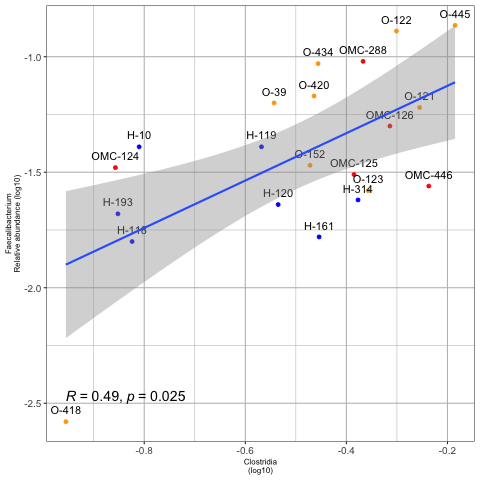 O-445
O-122
O-434
OMC-288
-1.0
O-39
O-420
O-121
OMC-126
H-10
H-119
OMC-124
O-152
OMC-125
-1.5
O-123
OMC-446
H-314
H-120
H-193
H-116
H-161
Faecalibacterium
Relative abundance (log10)
-2.0
R = 0.49, p = 0.025
-2.5
O-418
-0.8
-0.6
-0.4
-0.2
Clostridia
(log10)